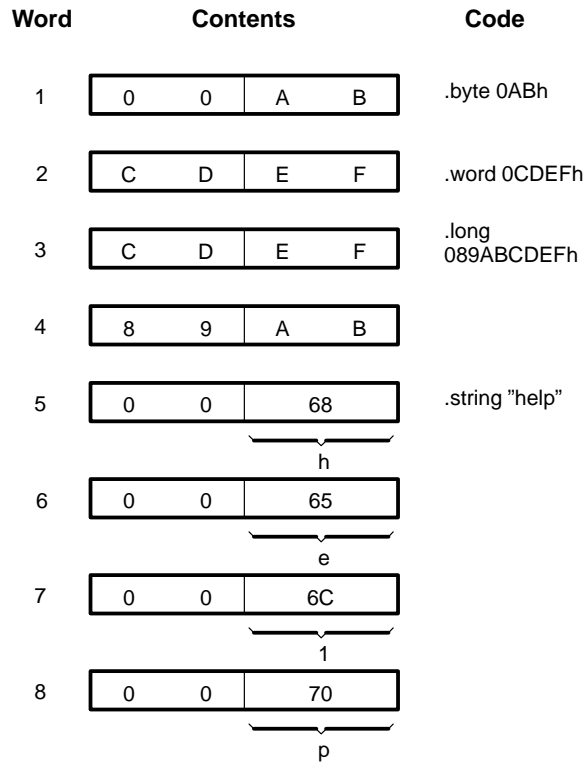 Word Contents Code
1 0 0 A B .byte 0ABh
2 C D E F .word 0CDEFh
3 C D E F .long
089ABCDEFh
4 8 9 A B
5 0 0 68 .string ”help”
h
6 0 0 65
e
7 0 0 6C
1
8 0 0 70
p